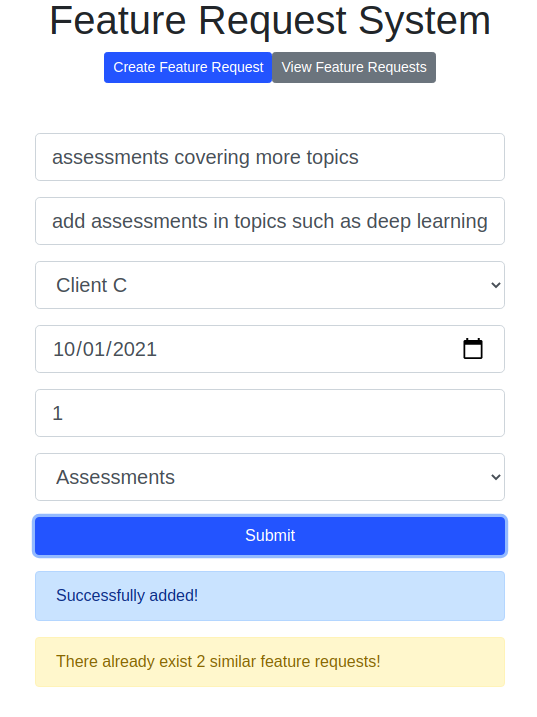 Feature Request System
Create Feature Request View Feature Requests
assessments covering more topics
add assessments in topics such as deep learning
Client C
10/01/2021
1
Assessments
Submit
Successfully added!
There already exist 2 similar feature requests!